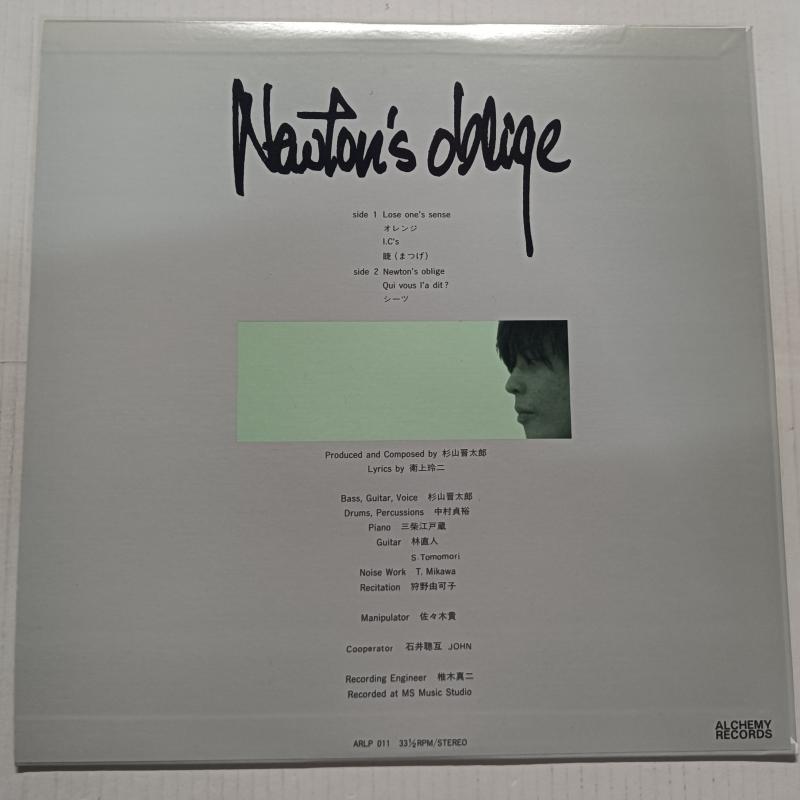 Newton's oblige
side 1 Lose one's sense
オレンジ
I.C's
睫（まつげ）
side 2 Newton's oblige
Qui vous l'a dit?
シーツ
Produced and Composed by 杉山晋太郎
Lyrics by 衛上玲二
Bass, Guitar, Voice 杉山晋太郎
Drums, Percussions 中村貞裕
Piano 三柴江戸蔵
Guitar 林直人
S. Tomomori
Noise Work T. Mikawa
Recitation 狩野由可子
Manipulator 佐々木貴
Cooperator 石井聰亙 JOHN
Recording Engineer 椎木真二
Recorded at MS Music Studio
ARLP 011 33⅓RPM/STEREO
ALCHEMY
RECORDS